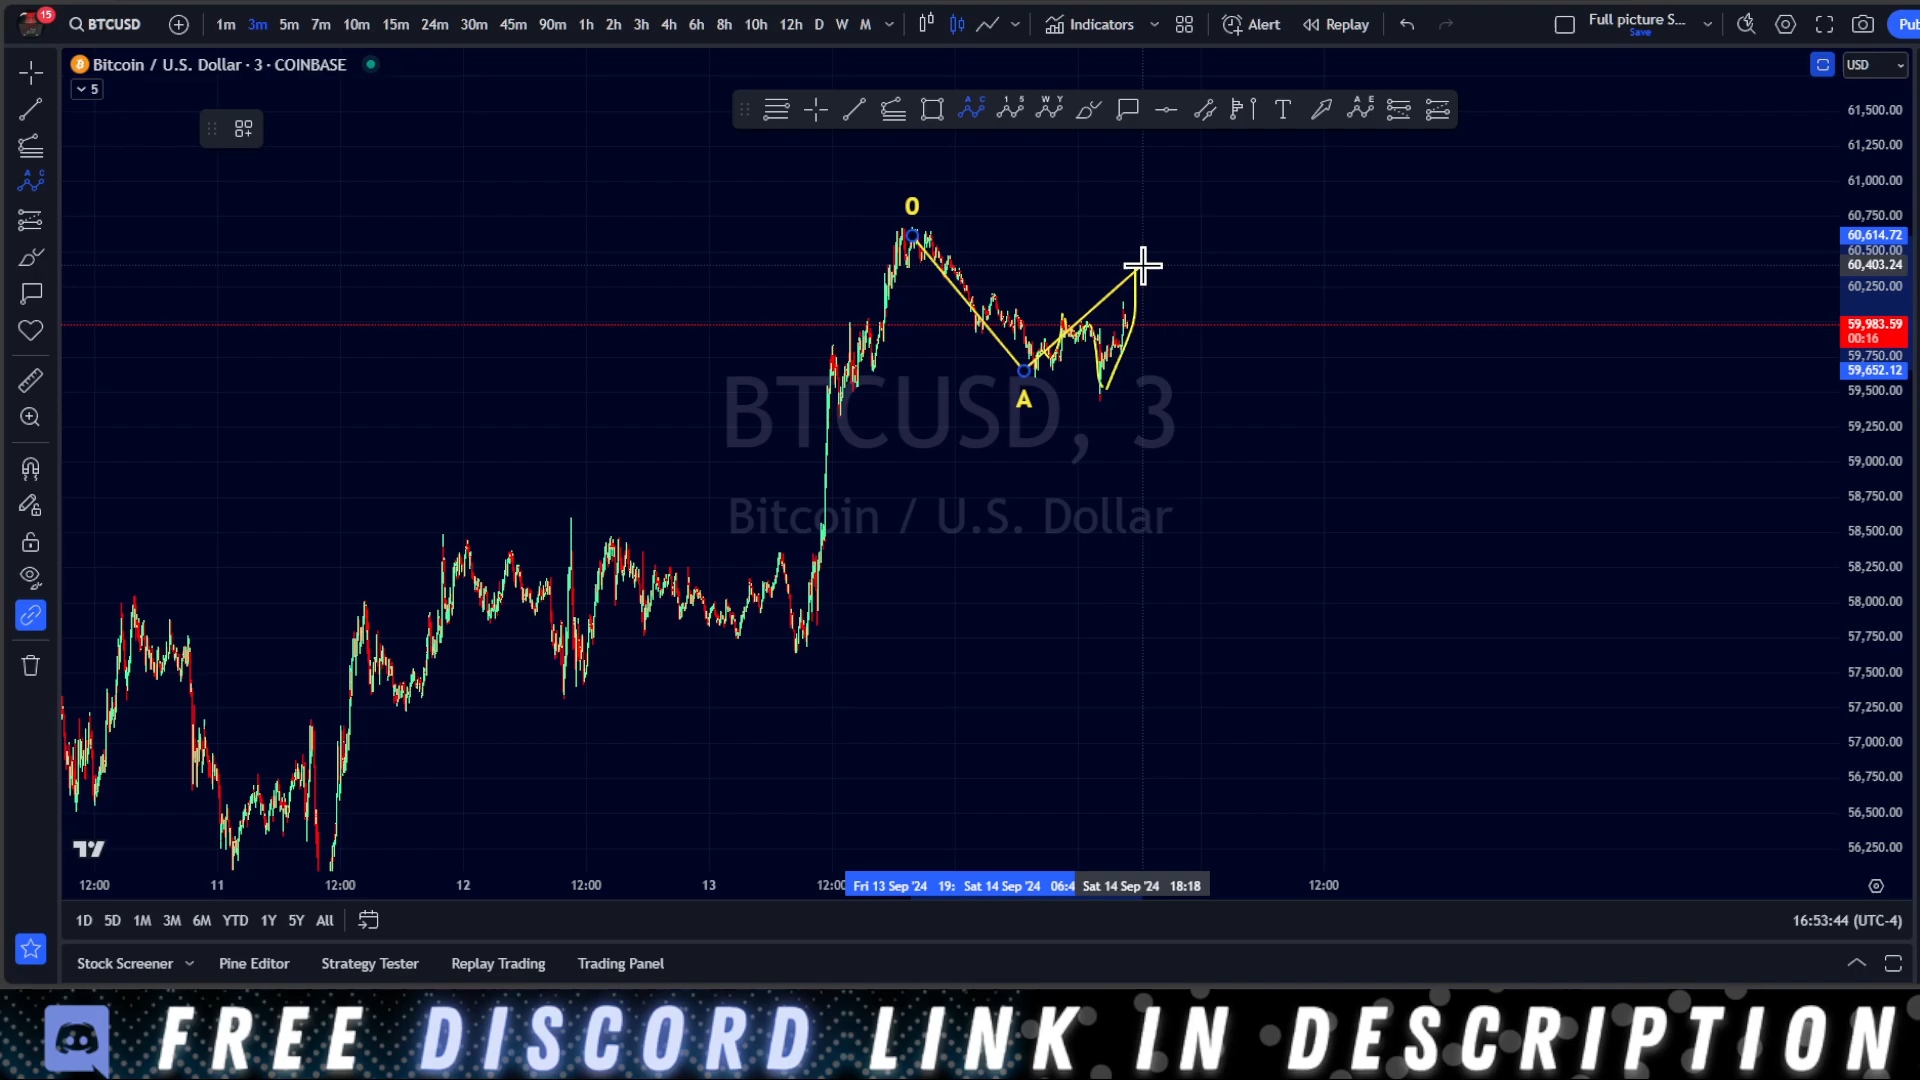 15
BTCUSD
1m 3m 5m 7m 10m 15m 24m 30m 45m 90m 1h 2h 3h 4h 6h 8h 10h 12h D W M
Indicators
Alert
Replay
Full picture S...
Save
Pub
Bitcoin / U.S. Dollar · 3 · COINBASE
USD
5
A C
1 5
W Y
T
A E
A C
61,500.00
61,250.00
61,000.00
60,750.00
60,614.72
60,500.00
60,403.24
60,250.00
59,983.59
00:16
59,750.00
59,652.12
59,500.00
59,250.00
59,000.00
58,750.00
58,500.00
58,250.00
58,000.00
57,750.00
57,500.00
57,250.00
57,000.00
56,750.00
56,500.00
56,250.00
0
A
BTCUSD, 3
Bitcoin / U.S. Dollar
12:00 11 12:00 12 12:00 13 12:00 Fri 13 Sep '24 19: Sat 14 Sep '24 06:4 Sat 14 Sep '24 18:18 12:00
1D 5D 1M 3M 6M YTD 1Y 5Y All
16:53:44 (UTC-4)
Stock Screener Pine Editor Strategy Tester Replay Trading Trading Panel
FREE DISCORD LINK IN DESCRIPTION